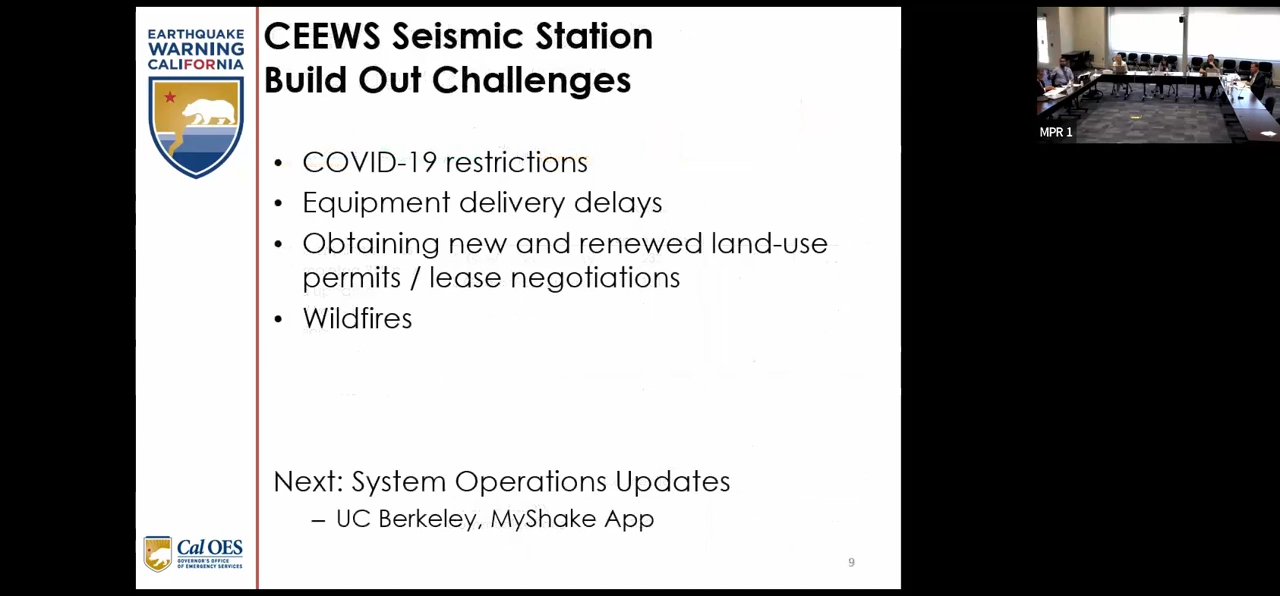 EARTHQUAKE
WARNING
CALIFORNIA
CEEWS Seismic Station
Build Out Challenges
• COVID-19 restrictions
• Equipment delivery delays
• Obtaining new and renewed land-use
permits / lease negotiations
• Wildfires
Next: System Operations Updates
– UC Berkeley, MyShake App
Cal OES
GOVERNOR'S OFFICE
OF EMERGENCY SERVICES
9
MPR 1